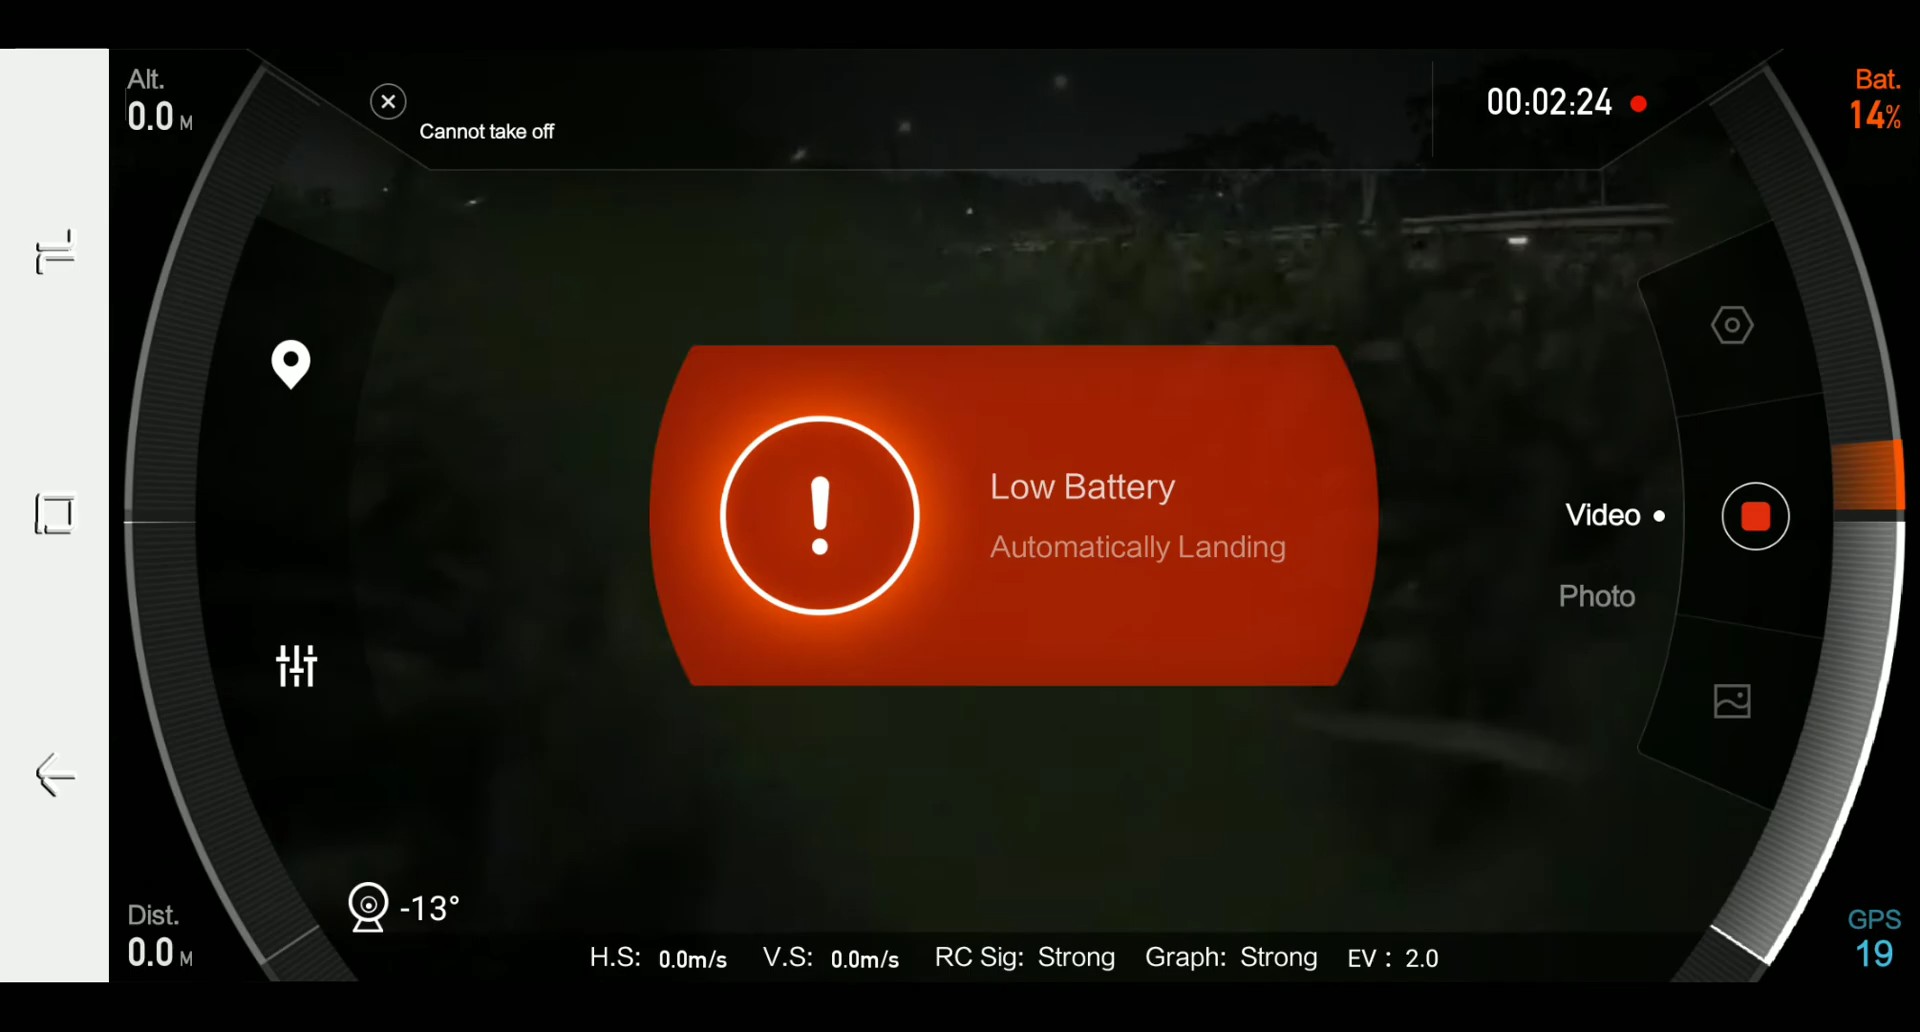 Alt.
0.0 M
Cannot take off
00:02:24
Bat.
14%
Low Battery
Automatically Landing
Video
Photo
-13°
Dist.
0.0 M
H.S: 0.0m/s V.S: 0.0m/s RC Sig: Strong Graph: Strong EV : 2.0
GPS
19